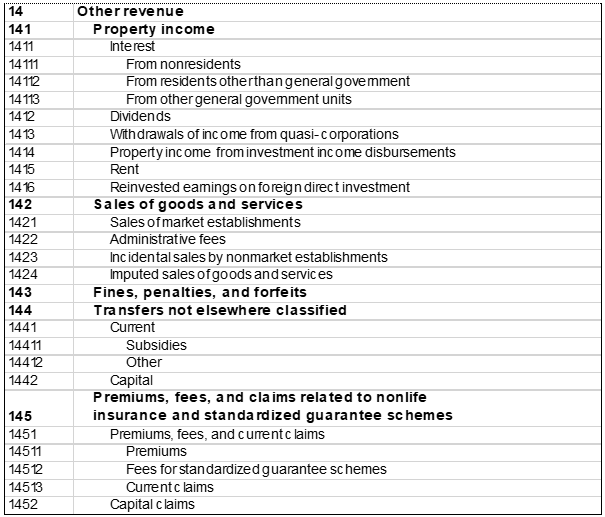 14 Other revenue
141 Property income
1411 Interest
14111 From nonresidents
14112 From residents other than general government
14113 From other general government units
1412 Dividends
1413 Withdrawals of income from quasi-corporations
1414 Property income from investment income disbursements
1415 Rent
1416 Reinvested earnings on foreign direct investment
142 Sales of goods and services
1421 Sales of market establishments
1422 Administrative fees
1423 Incidental sales by nonmarket establishments
1424 Imputed sales of goods and services
143 Fines, penalties, and forfeits
144 Transfers not elsewhere classified
1441 Current
14411 Subsidies
14412 Other
1442 Capital
Premiums, fees, and claims related to nonlife
145 insurance and standardized guarantee schemes
1451 Premiums, fees, and current claims
14511 Premiums
14512 Fees for standardized guarantee schemes
14513 Current claims
1452 Capital claims